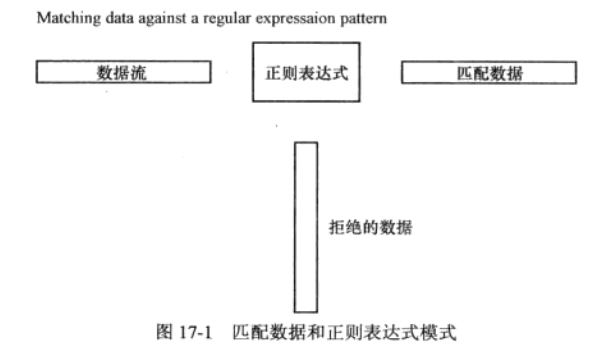 Matching data against a regular expressaion pattern
数据流
正则表达式
匹配数据
拒绝的数据
图 17-1 匹配数据和正则表达式模式